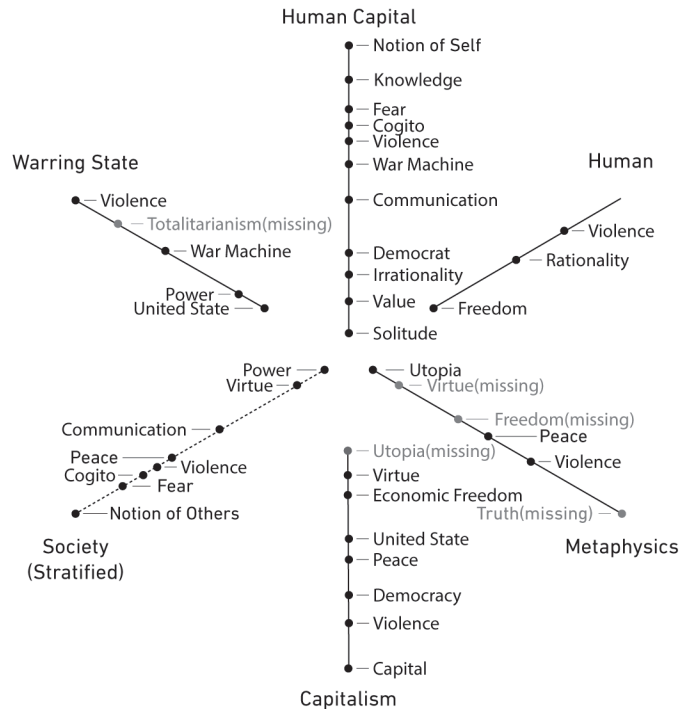 Human Capital
Notion of Self
Knowledge
Fear
Cogito
Violence
War Machine
Communication
Democrat
Irrationality
Value
Solitude
Warring State
Violence
Totalitarianism(missing)
War Machine
Power
United State
Human
Violence
Rationality
Freedom
Power
Virtue
Communication
Peace
Violence
Cogito
Fear
Notion of Others
Society
(Stratified)
Utopia
Virtue(missing)
Freedom(missing)
Peace
Violence
Truth(missing)
Metaphysics
Utopia(missing)
Virtue
Economic Freedom
United State
Peace
Democracy
Violence
Capital
Capitalism